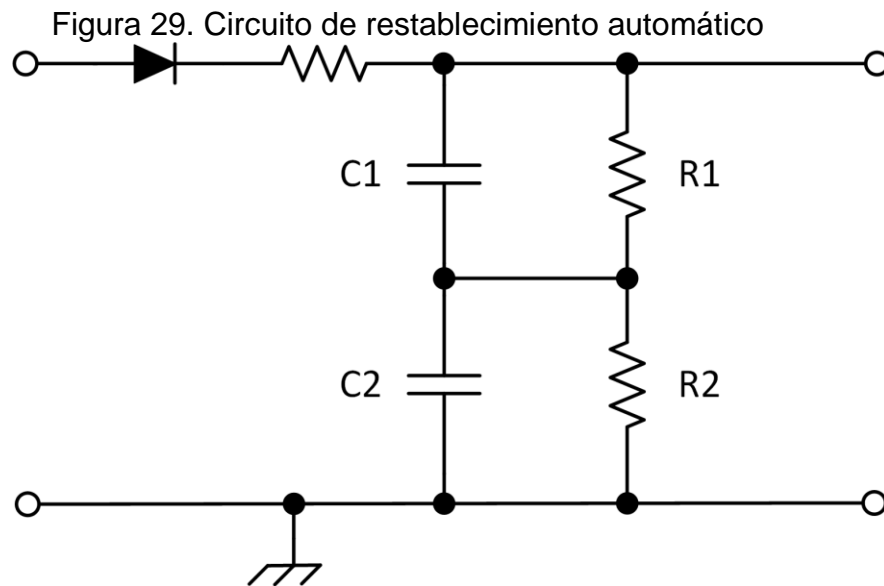 Figura 29. Circuito de restablecimiento automático
C1
R1
C2
R2